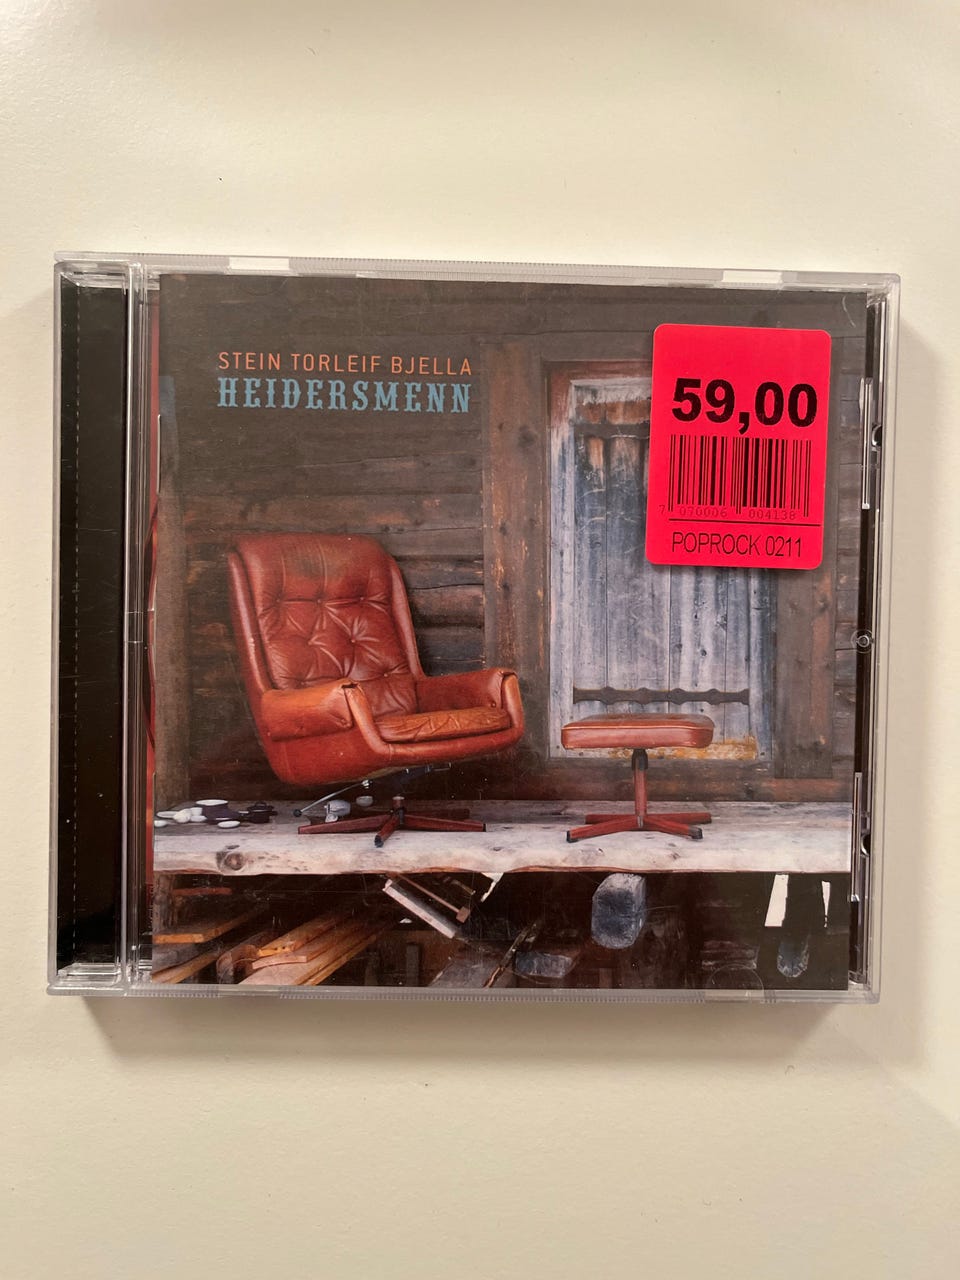 STEIN TORLEIF BJELLA
HEIDERSMENN
59,00
7 070006 004138
POPROCK 0211